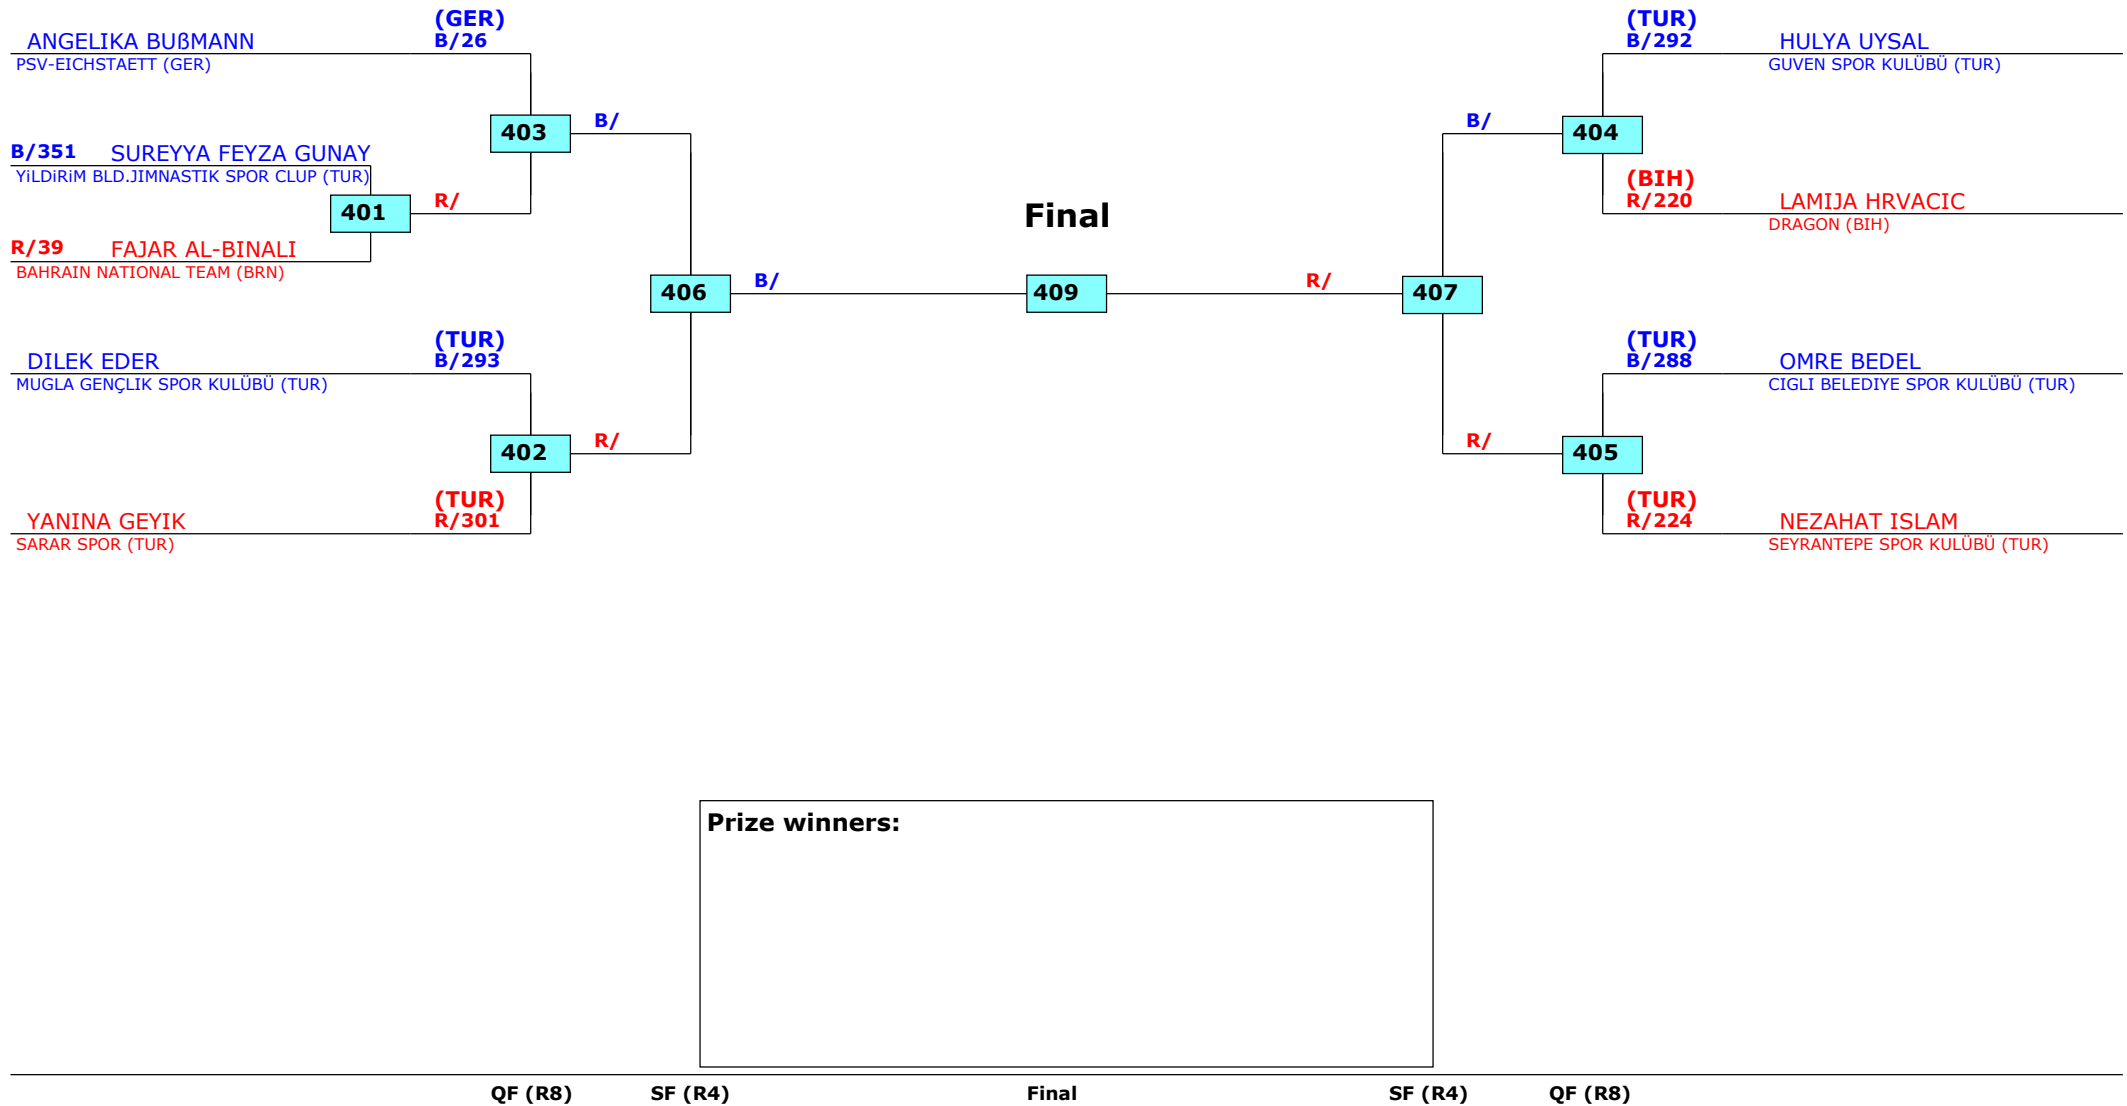 (GER)
ANGELIKA BUßMANN B/26
PSV-EICHSTAETT (GER)
403
B/
B/351 SUREYYA FEYZA GUNAY
YiLDiRiM BLD.JIMNASTIK SPOR CLUP (TUR)
401
R/
R/39 FAJAR AL-BINALI
BAHRAIN NATIONAL TEAM (BRN)
406
B/
(TUR)
DILEK EDER B/293
MUGLA GENÇLIK SPOR KULÜBÜ (TUR)
402
R/
(TUR)
YANINA GEYIK R/301
SARAR SPOR (TUR)
Final
409
(TUR)
B/292 HULYA UYSAL
GUVEN SPOR KULÜBÜ (TUR)
B/
404
(BIH)
R/220 LAMIJA HRVACIC
DRAGON (BIH)
R/
407
(TUR)
B/288 OMRE BEDEL
CIGLI BELEDIYE SPOR KULÜBÜ (TUR)
R/
405
(TUR)
R/224 NEZAHAT ISLAM
SEYRANTEPE SPOR KULÜBÜ (TUR)
Prize winners:
QF (R8) SF (R4) Final SF (R4) QF (R8)